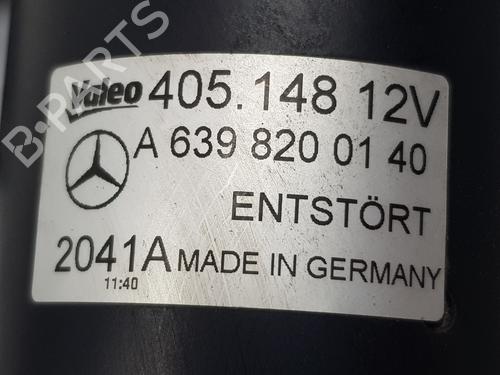 Valeo 405.148 12V
A 639 820 01 40
ENTSTÖRT
2041A MADE IN GERMANY
11:40
B-PARTS